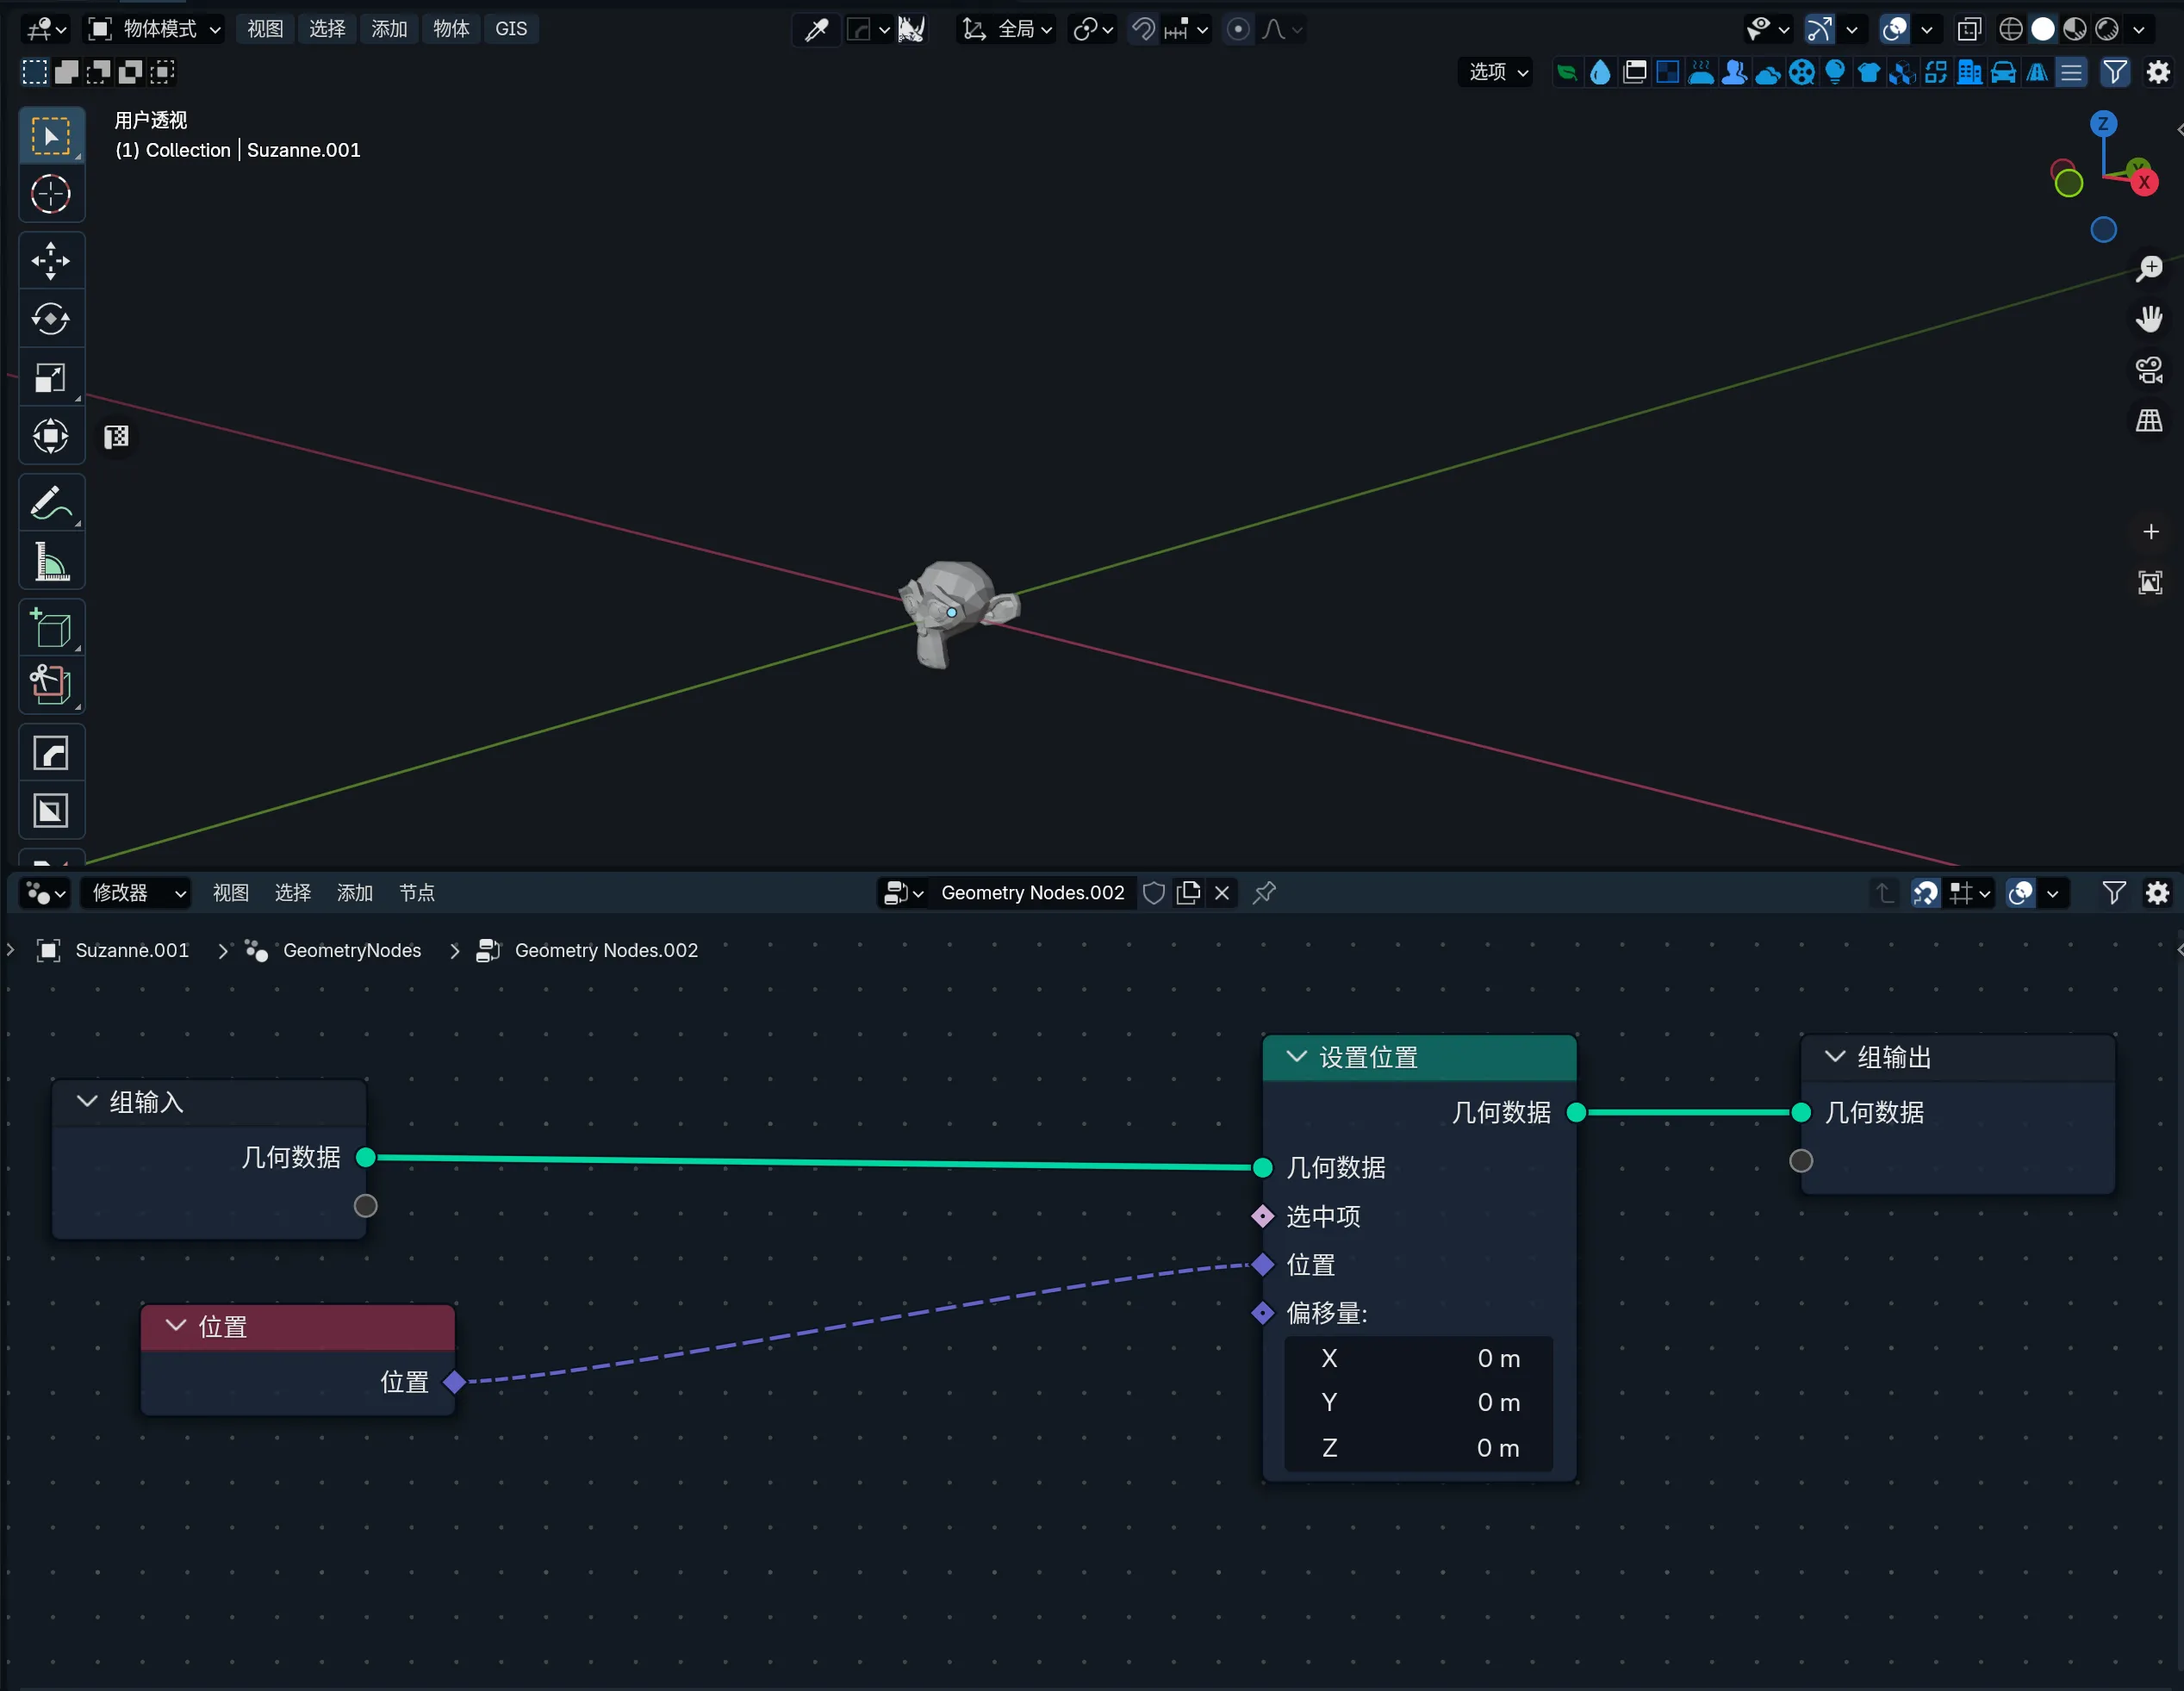 物体模式 视图 选择 添加 物体 GIS 全局
选项
用户透视
(1) Collection | Suzanne.001
Z
Y
X
修改器 视图 选择 添加 节点 Geometry Nodes.002
Suzanne.001 GeometryNodes Geometry Nodes.002
组输入
几何数据
位置
位置
设置位置
几何数据
几何数据
选中项
位置
偏移量:
X 0 m
Y 0 m
Z 0 m
组输出
几何数据